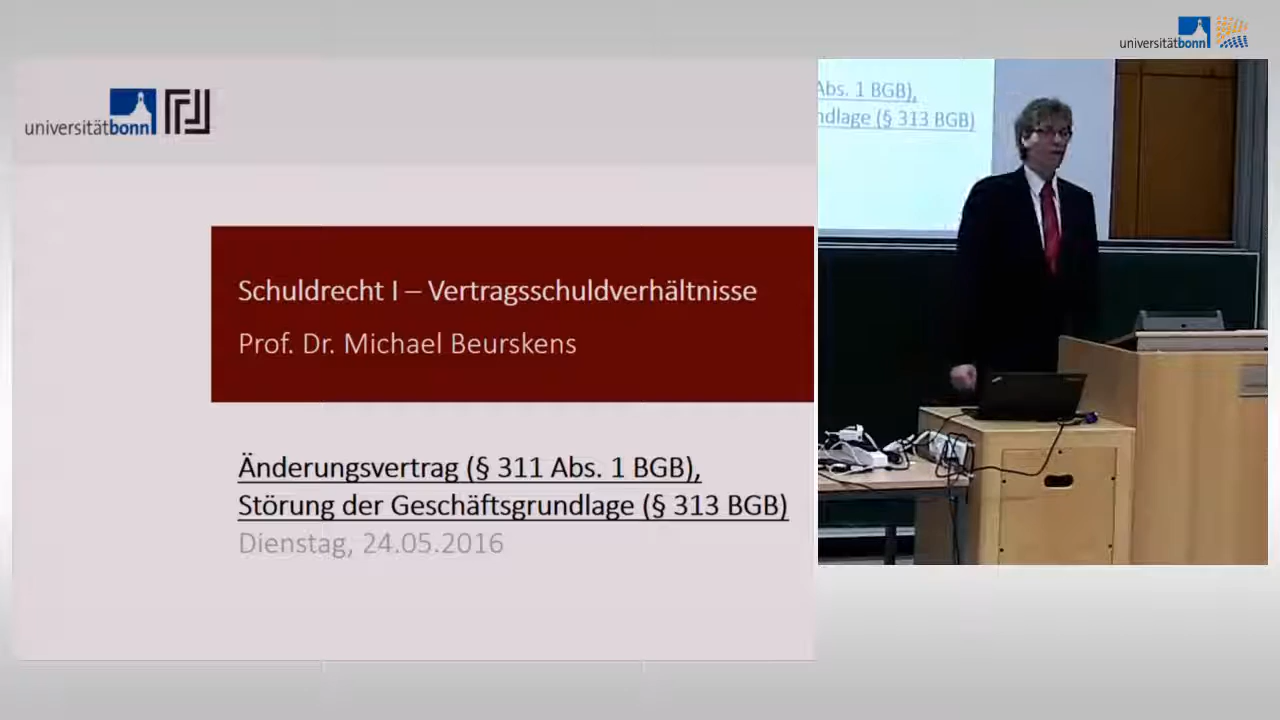 universitätbonn
universitätbonn
Schuldrecht I – Vertragsschuldverhältnisse
Prof. Dr. Michael Beurskens
Änderungsvertrag (§ 311 Abs. 1 BGB),
Störung der Geschäftsgrundlage (§ 313 BGB)
Dienstag, 24.05.2016
Abs. 1 BGB),
ndlage (§ 313 BGB)